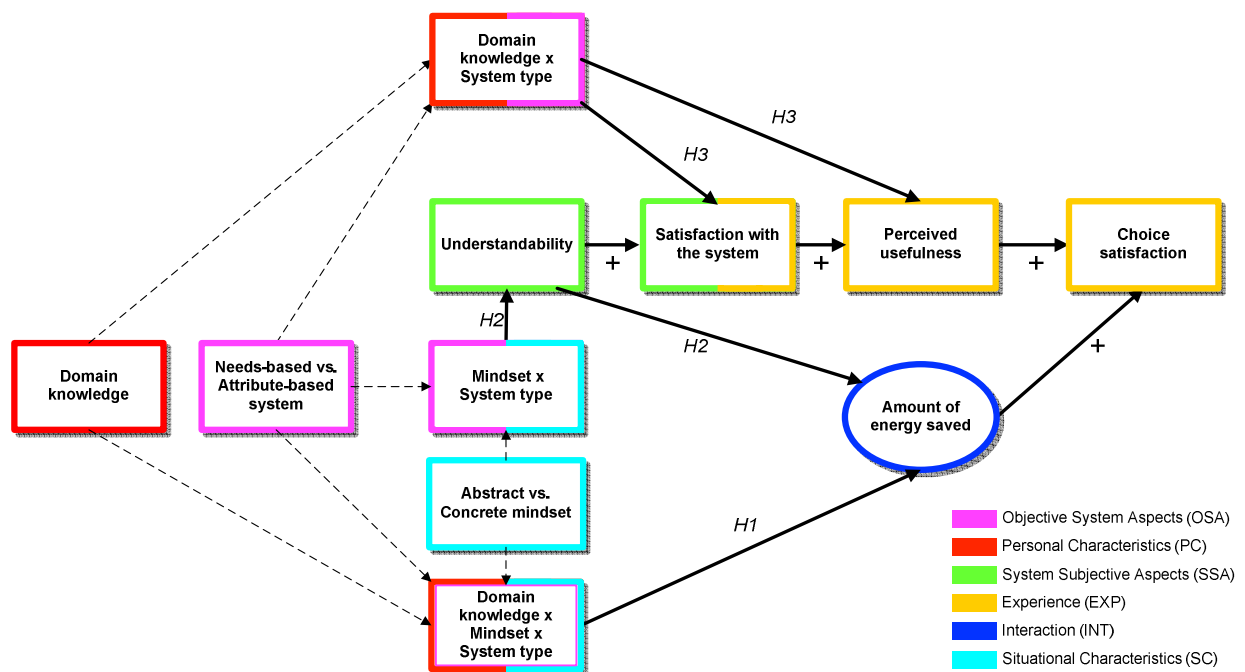 Domain
knowledge x
System type
H3
H3
Understandability
+
Satisfaction with
the system
+
Perceived
usefulness
+
Choice
satisfaction
H2
H2
+
Domain
knowledge
Needs-based vs.
Attribute-based
system
Mindset x
System type
Amount of
energy saved
Abstract vs.
Concrete mindset
H1
Domain
knowledge x
Mindset x
System type
Objective System Aspects (OSA)
Personal Characteristics (PC)
System Subjective Aspects (SSA)
Experience (EXP)
Interaction (INT)
Situational Characteristics (SC)